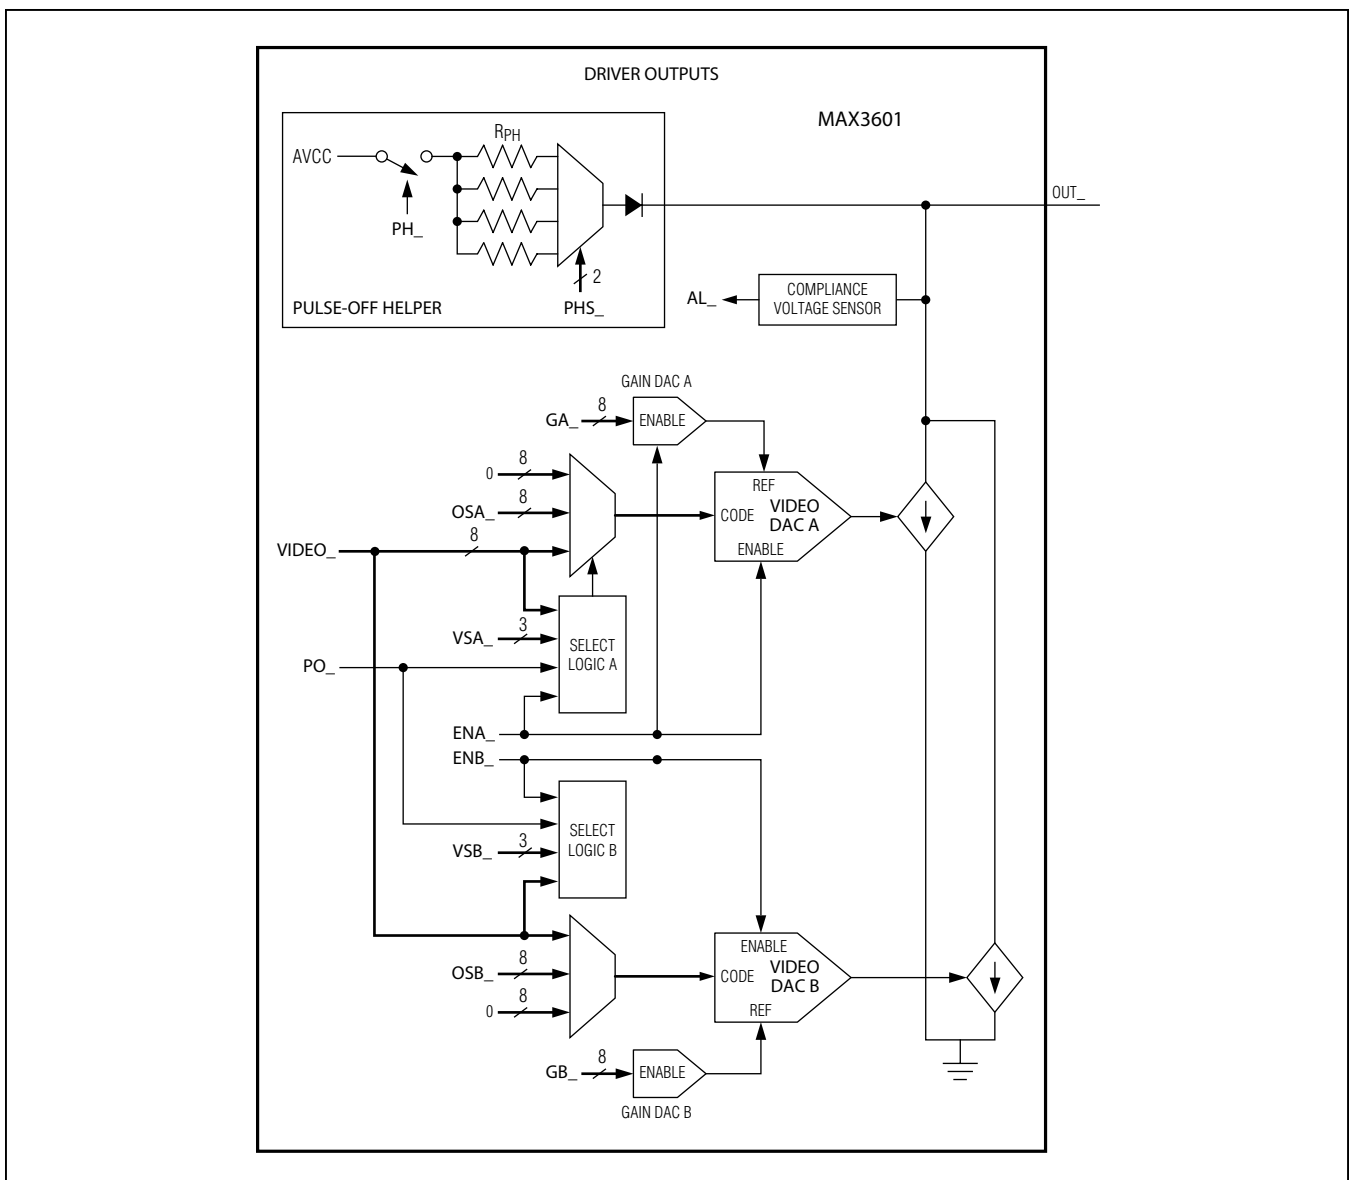 DRIVER OUTPUTS
MAX3601
RPH
AVCC
PH_
2
PULSE-OFF HELPER
PHS_
OUT_
AL_
COMPLIANCE
VOLTAGE SENSOR
GAIN DAC A
GA_
8
ENABLE
0
8
OSA_
8
VIDEO_
8
REF
CODE
VIDEO
DAC A
ENABLE
VSA_
3
SELECT
LOGIC A
PO_
ENA_
ENB_
SELECT
LOGIC B
VSB_
3
ENABLE
CODE
VIDEO
DAC B
REF
OSB_
8
0
8
GB_
8
ENABLE
GAIN DAC B